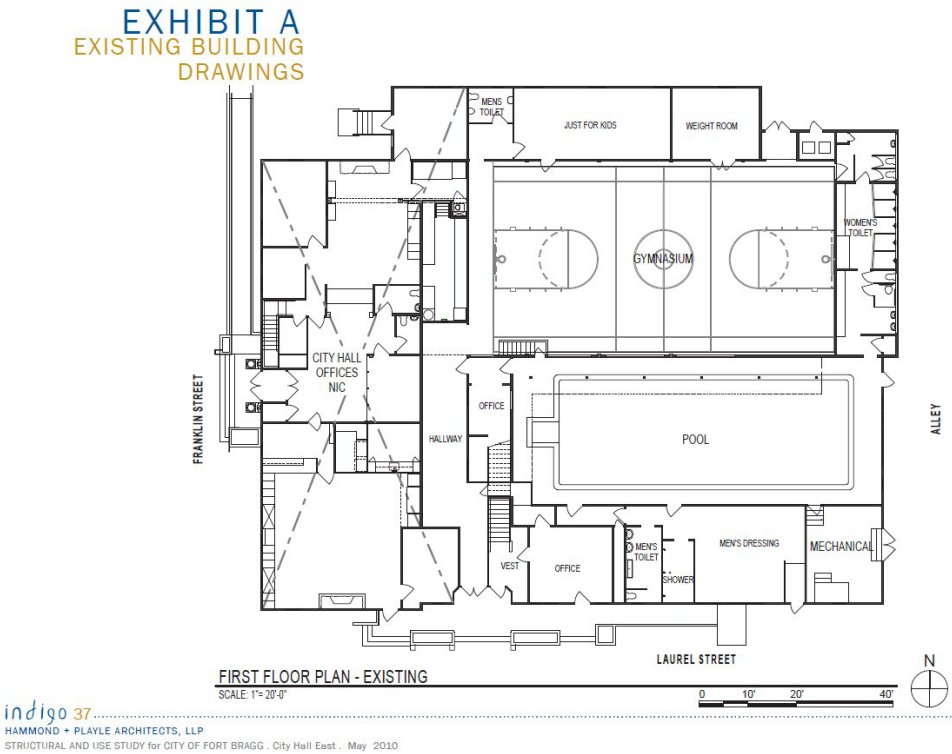 EXHIBIT A
EXISTING BUILDING
DRAWINGS
MENS
TOILET
JUST FOR KIDS
WEIGHT ROOM
WOMEN'S
TOILET
GYMNASIUM
CITY HALL
OFFICES
NIC
FRANKLIN STREET
OFFICE
HALLWAY
POOL
ALLEY
VEST
OFFICE
MEN'S
TOILET
SHOWER
MEN'S DRESSING
MECHANICAL
LAUREL STREET
FIRST FLOOR PLAN - EXISTING
SCALE: 1"= 20'-0"
0 10' 20' 40'
N
indigo 37
HAMMOND + PLAYLE ARCHITECTS, LLP
STRUCTURAL AND USE STUDY for CITY OF FORT BRAGG . City Hall East . May 2010